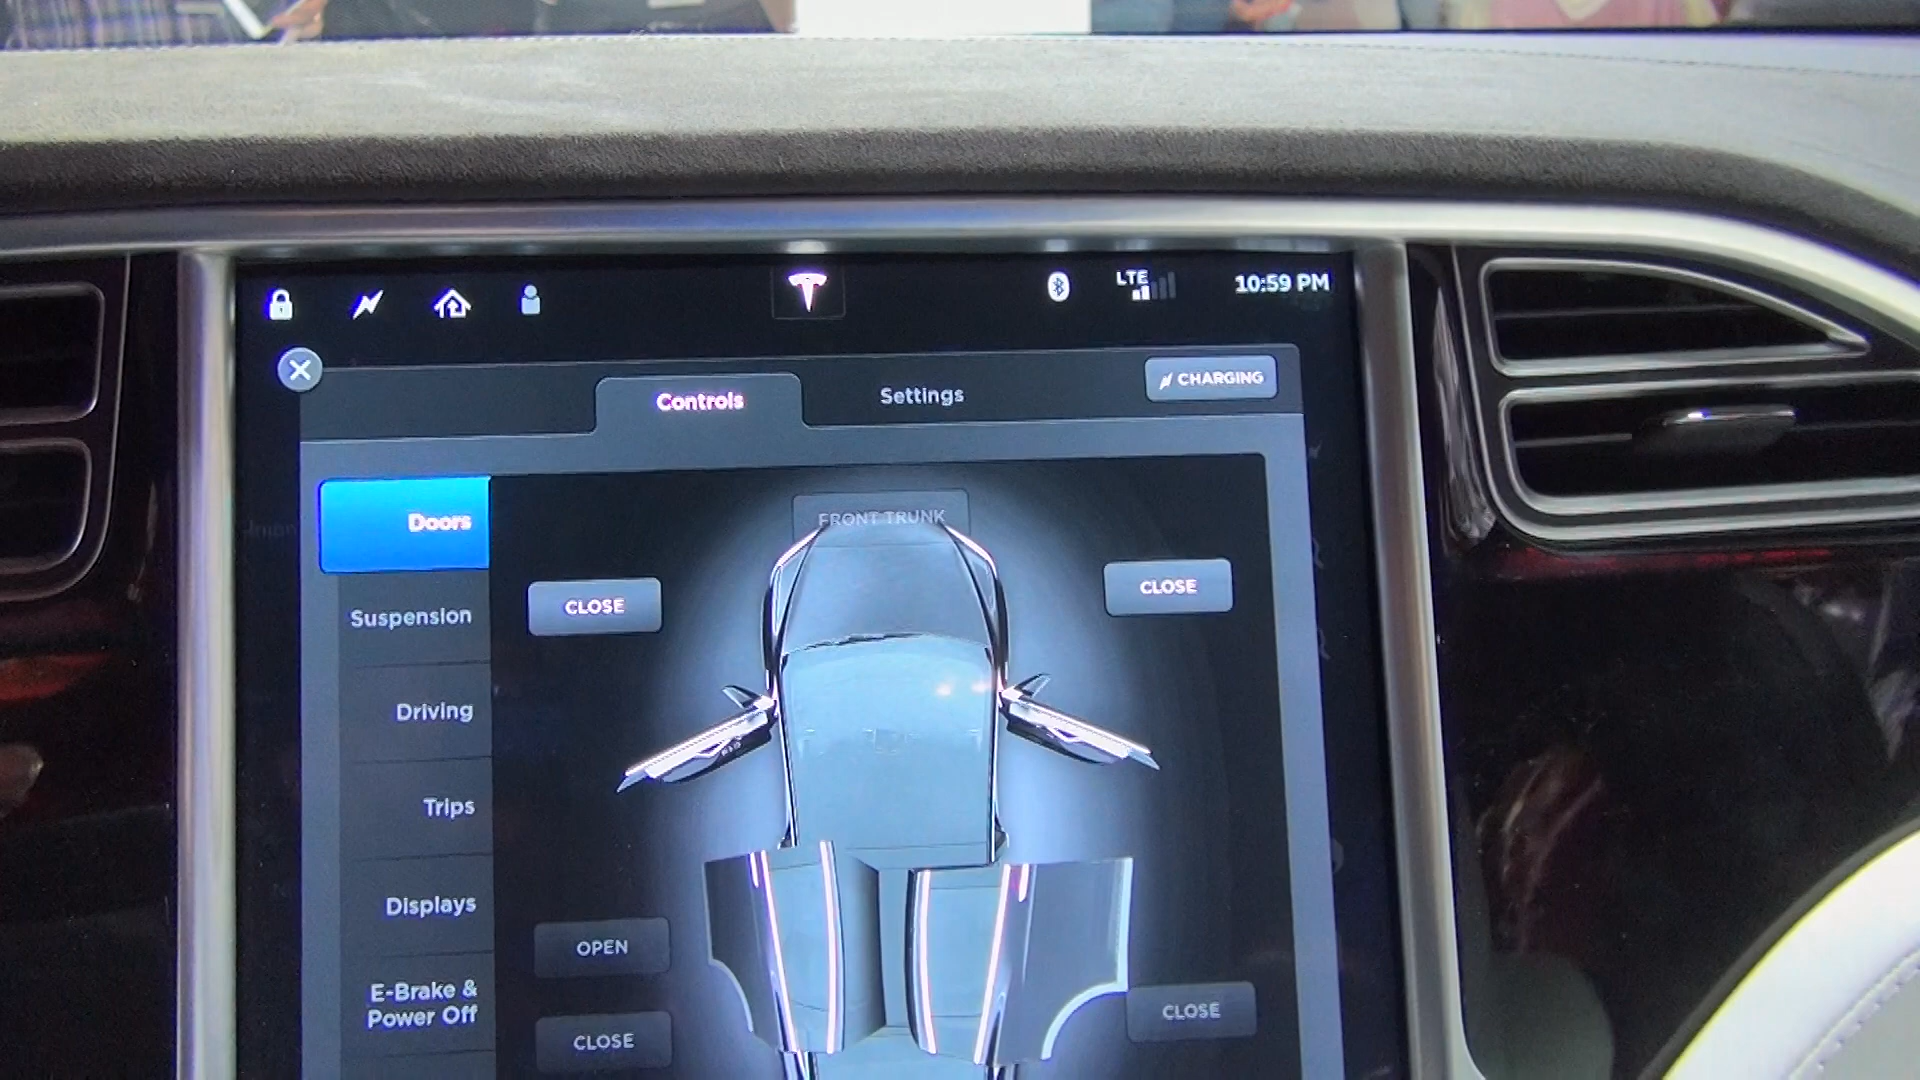 LTE
10:59 PM
Controls
Settings
CHARGING
Doors
FRONT TRUNK
CLOSE
CLOSE
Suspension
Driving
Trips
Displays
OPEN
E-Brake &
Power Off
CLOSE
CLOSE